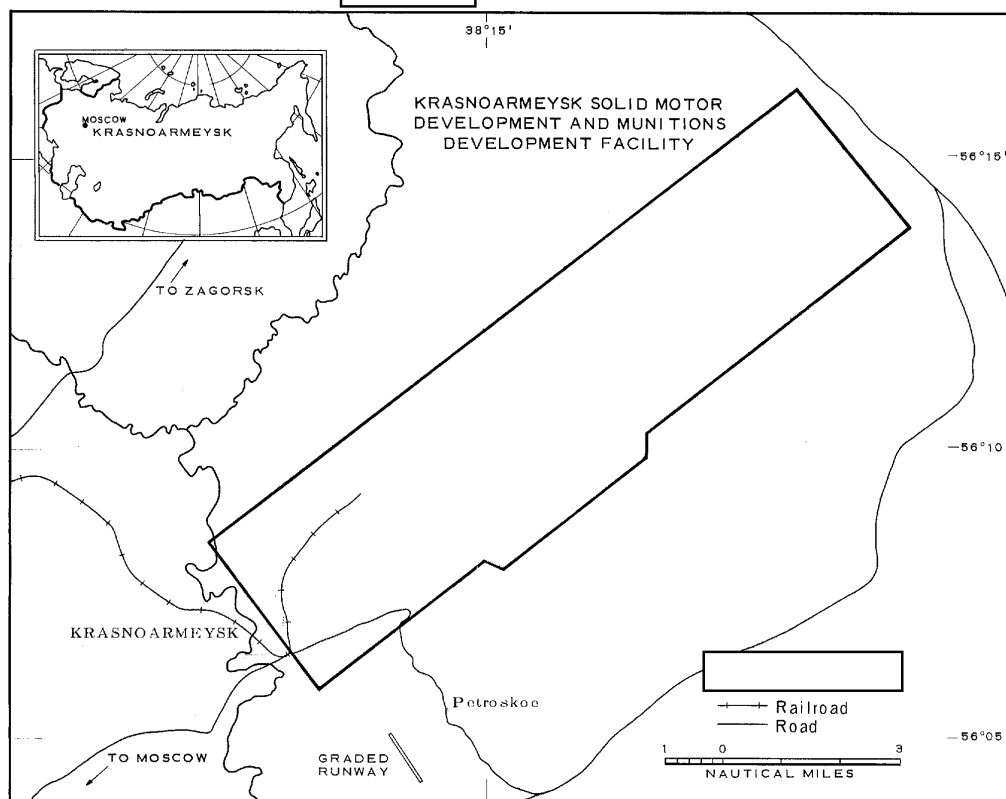 38°15'
KRASNOARMEYSK SOLID MOTOR
DEVELOPMENT AND MUNITIONS
DEVELOPMENT FACILITY
MOSCOW
KRASNOARMEYSK
56°15'
TO ZAGORSK
56°10
KRASNOARMEYSK
Petroskoe
Railroad
Road
TO MOSCOW
GRADED
RUNWAY
56°05
1 0 3
NAUTICAL MILES